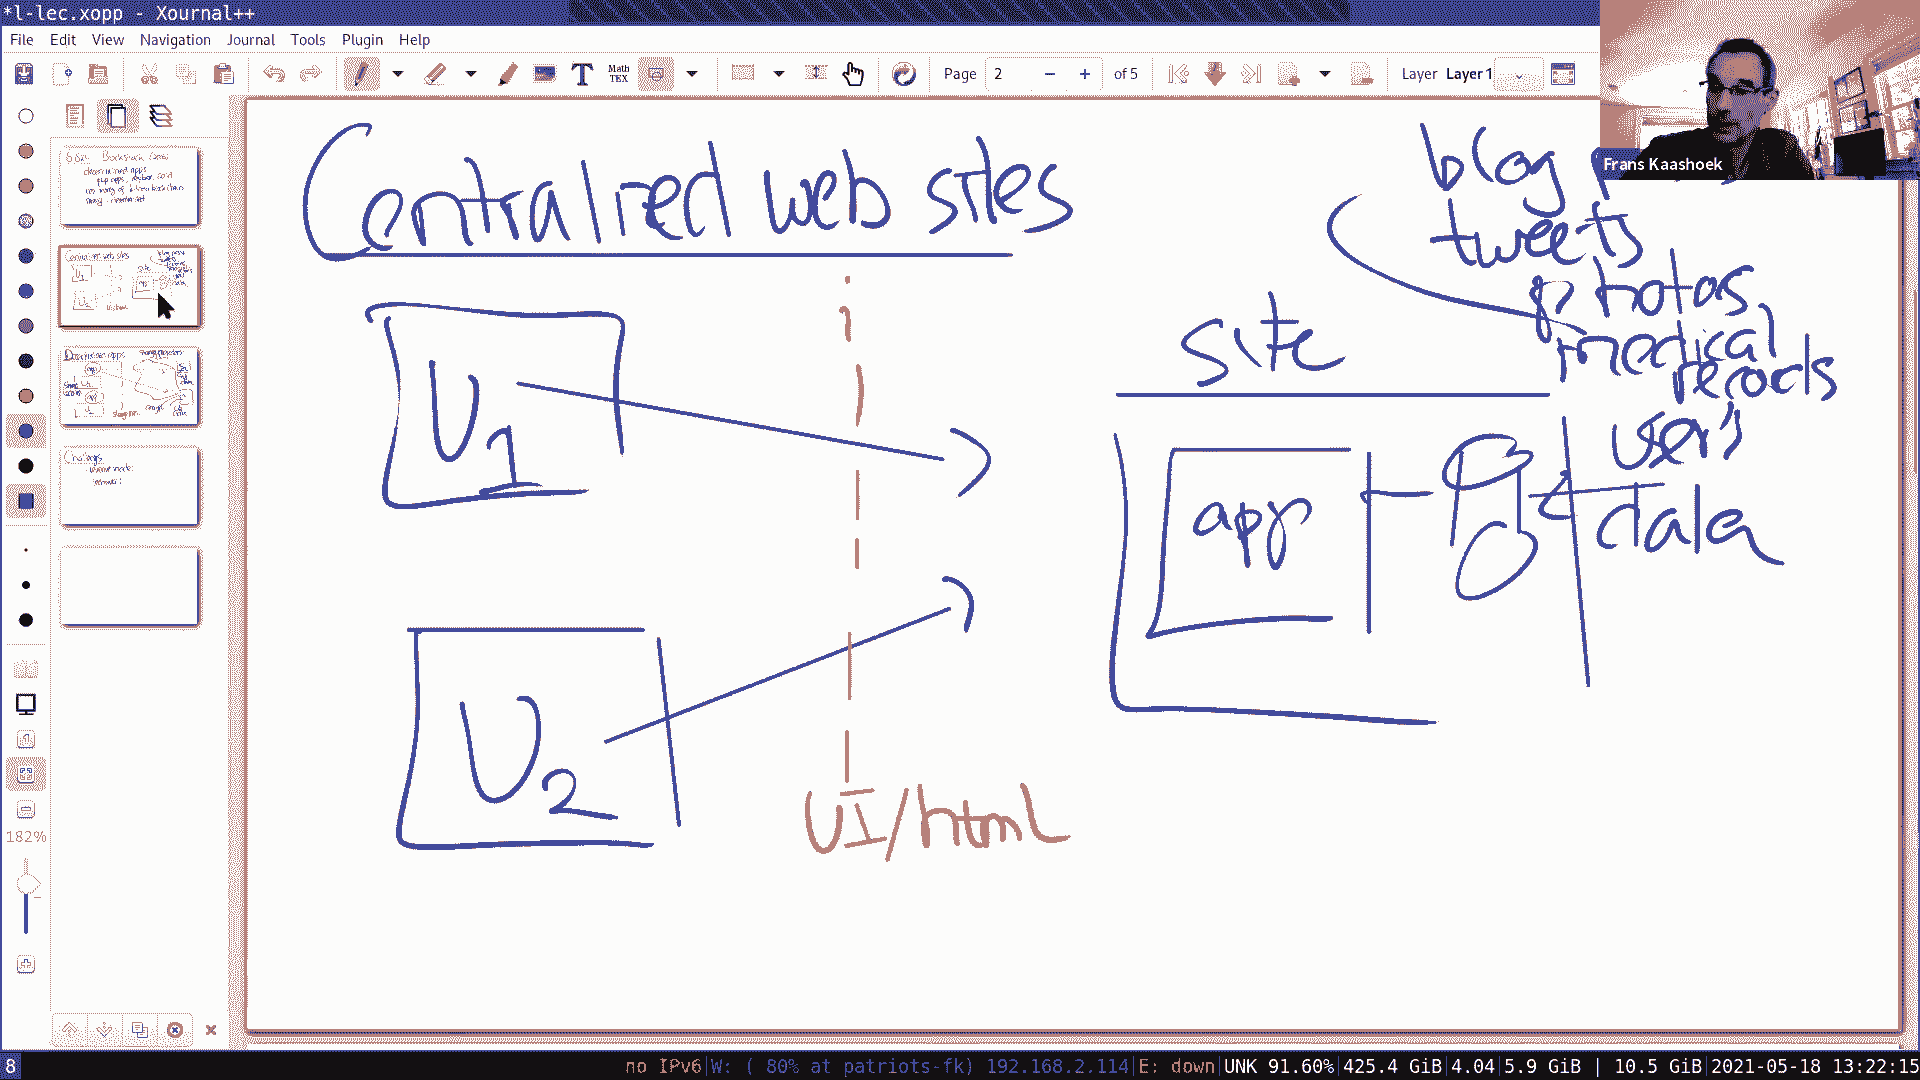 *l-lec.xopp - Xournal++
File Edit View Navigation Journal Tools Plugin Help
Math
TEX
T
Page 2 of 5
Layer Layer 1
Frans Kaashoek
Centralized web sites
blog
tweets
photos,
medical
records
site
user's
data
U1
app
U2
UI/html
Challenges
182%
8
no IPv6|W: ( 80% at patriots-fk) 192.168.2.114|E: down|UNK 91.60%|425.4 GiB|4.04|5.9 GiB | 10.5 GiB|2021-05-18 13:22:15